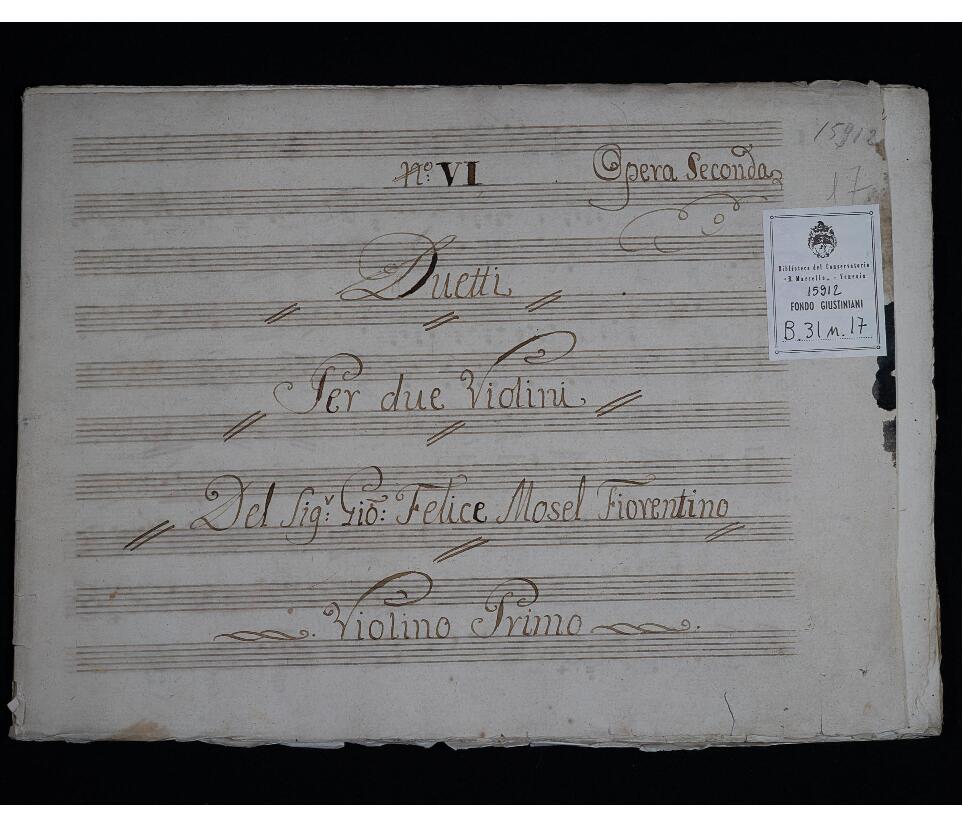 15912
N.º VI Opera Seconda
17
Duetti
Per due Violini
Del Sig.r Gio: Felice Mosel Fiorentino
Violino Primo
Biblioteca del Conservatorio
«B. Marcello» - Venezia
15912
FONDO GIUSTINIANI
B. 31 n. 17